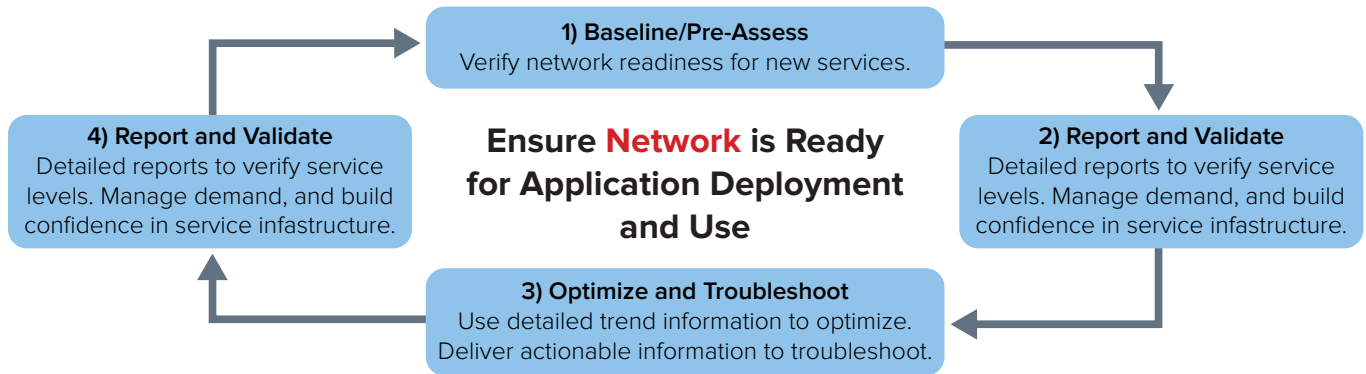 1) Baseline/Pre-Assess
Verify network readiness for new services.
2) Report and Validate
Detailed reports to verify service
levels. Manage demand, and build
confidence in service infastructure.
3) Optimize and Troubleshoot
Use detailed trend information to optimize.
Deliver actionable information to troubleshoot.
4) Report and Validate
Detailed reports to verify service
levels. Manage demand, and build
confidence in service infastructure.
Ensure Network is Ready
for Application Deployment
and Use